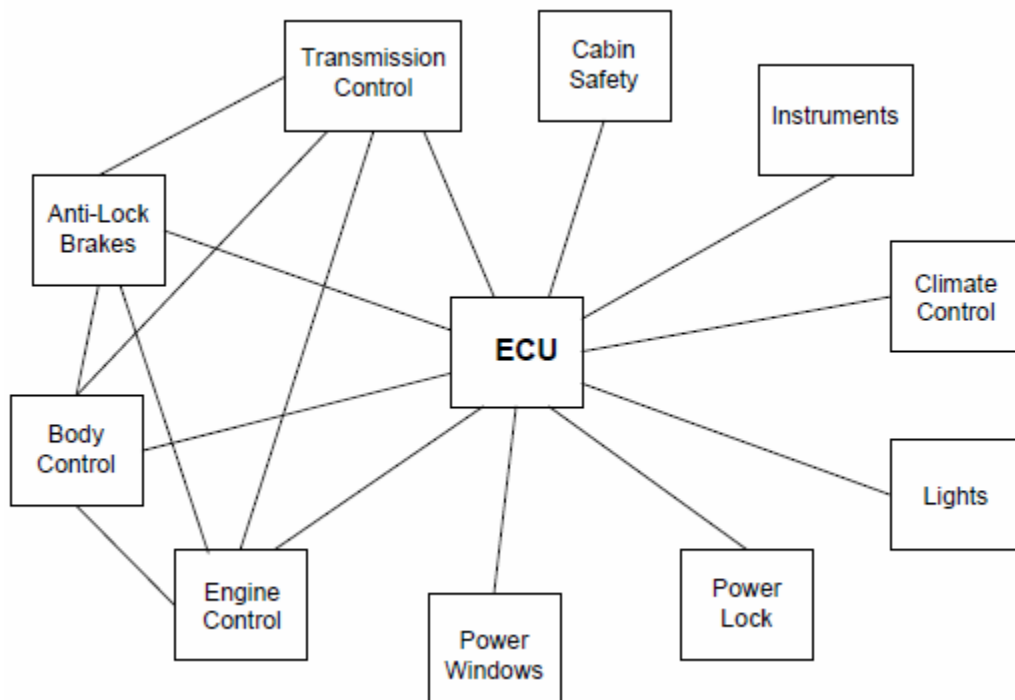 Transmission
Control
Cabin
Safety
Instruments
Anti-Lock
Brakes
Climate
Control
ECU
Body
Control
Lights
Engine
Control
Power
Windows
Power
Lock